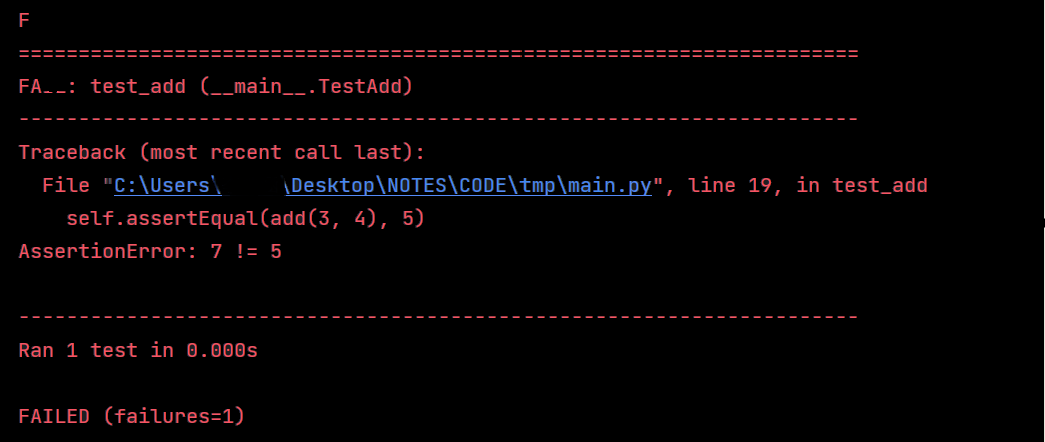 F
======================================================================
FA__: test_add (__main__.TestAdd)
----------------------------------------------------------------------
Traceback (most recent call last):
  File "C:\Users\      \Desktop\NOTES\CODE\tmp\main.py", line 19, in test_add
    self.assertEqual(add(3, 4), 5)
AssertionError: 7 != 5

----------------------------------------------------------------------
Ran 1 test in 0.000s

FAILED (failures=1)